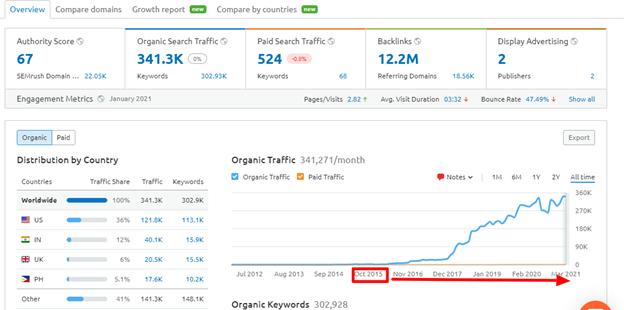 Overview Compare domains Growth report new Compare by countries new
Authority Score Organic Search Traffic Paid Search Traffic Backlinks Display Advertising
67 341.3K 0% 524 -0.8% 12.2M 2
SEMrush Domain ... 22.05K Keywords 302.93K Keywords 68 Referring Domains 18.56K Publishers 2
Engagement Metrics January 2021 Pages/Visits 2.82 ↑ Avg. Visit Duration 03:32 ↓ Bounce Rate 47.49% ↓ Show all
Organic Paid Export
Distribution by Country Organic Traffic 341,271/month
Countries Traffic Share Traffic Keywords Organic Traffic Paid Traffic Notes 1M 6M 1Y 2Y All time
Worldwide 100% 341.3K 302.9K
US 36% 121.8K 113.1K
IN 12% 40.1K 15.9K
UK 6% 20.5K 15.5K
PH 5.1% 17.6K 10.2K
Other 41% 141.3K 148.1K
360K
270K
180K
90K
0
Jul 2012 Aug 2013 Sep 2014 Oct 2015 Nov 2016 Dec 2017 Jan 2019 Feb 2020 Mar 2021
Organic Keywords 302,928